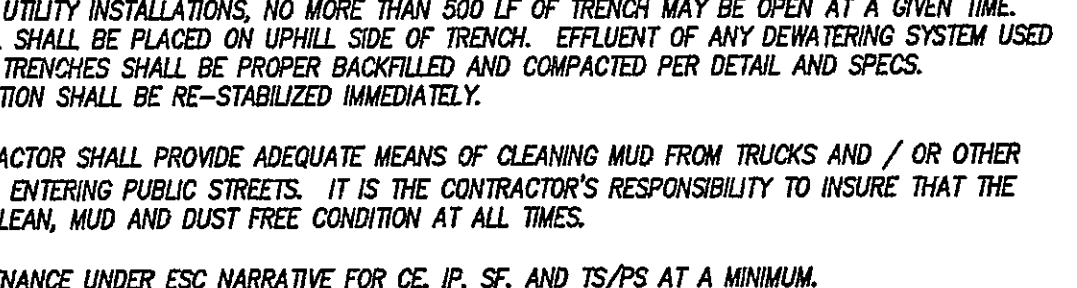 UTILITY INSTALLATIONS, NO MORE THAN 500 LF OF TRENCH MAY BE OPEN AT A GIVEN TIME.
SHALL BE PLACED ON UPHILL SIDE OF TRENCH. EFFLUENT OF ANY DEWATERING SYSTEM USED
TRENCHES SHALL BE PROPER BACKFILLED AND COMPACTED PER DETAIL AND SPECS.
TION SHALL BE RE-STABILIZED IMMEDIATELY.
ACTOR SHALL PROVIDE ADEQUATE MEANS OF CLEANING MUD FROM TRUCKS AND / OR OTHER
ENTERING PUBLIC STREETS. IT IS THE CONTRACTOR'S RESPONSIBILITY TO INSURE THAT THE
LEAN, MUD AND DUST FREE CONDITION AT ALL TIMES.
NANCE UNDER ESC NARRATIVE FOR CE, IP, SF, AND TS/PS AT A MINIMUM.